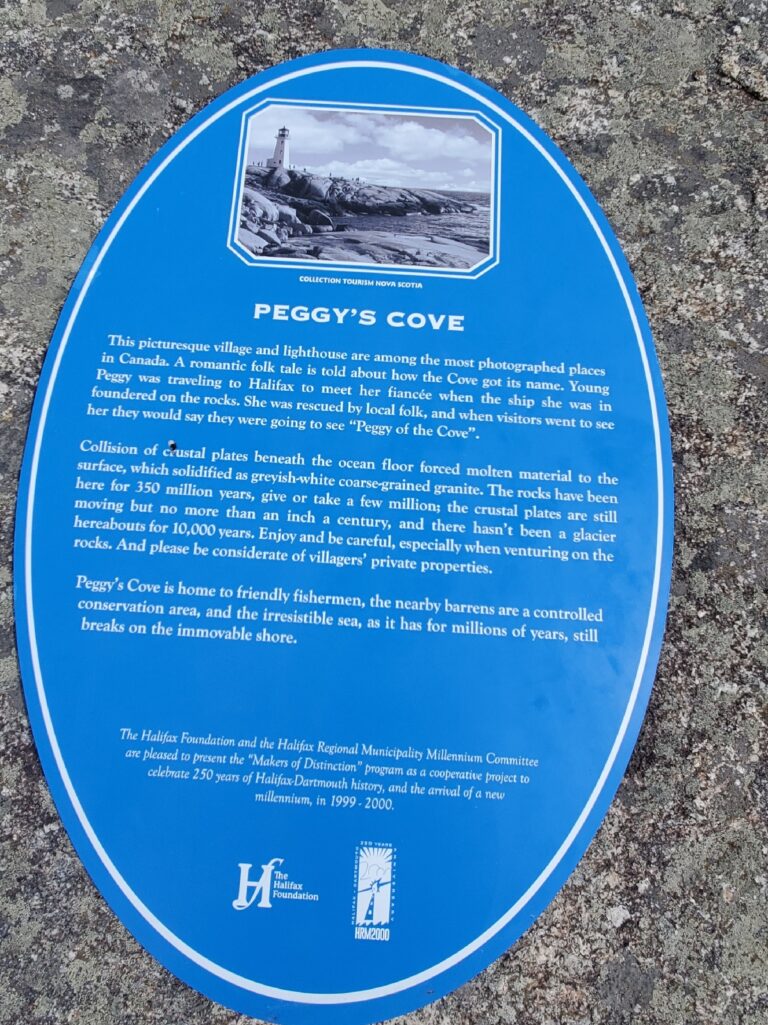 COLLECTION TOURISM NOVA SCOTIA
PEGGY'S COVE
This picturesque village and lighthouse are among the most photographed places
in Canada. A romantic folk tale is told about how the Cove got its name. Young
Peggy was traveling to Halifax to meet her fiancée when the ship she was in
foundered on the rocks. She was rescued by local folk, and when visitors went to see
her they would say they were going to see "Peggy of the Cove".
Collision of crustal plates beneath the ocean floor forced molten material to the
surface, which solidified as greyish-white coarse-grained granite. The rocks have been
here for 350 million years, give or take a few million; the crustal plates are still
moving but no more than an inch a century, and there hasn't been a glacier
hereabouts for 10,000 years. Enjoy and be careful, especially when venturing on the
rocks. And please be considerate of villagers' private properties.
Peggy's Cove is home to friendly fishermen, the nearby barrens are a controlled
conservation area, and the irresistible sea, as it has for millions of years, still
breaks on the immovable shore.
The Halifax Foundation and the Halifax Regional Municipality Millennium Committee
are pleased to present the "Makers of Distinction" program as a cooperative project to
celebrate 250 years of Halifax-Dartmouth history, and the arrival of a new
millennium, in 1999 - 2000.
Hf
The
Halifax
Foundation
250 YEARS
HALIFAX • DARTMOUTH
HRM2000